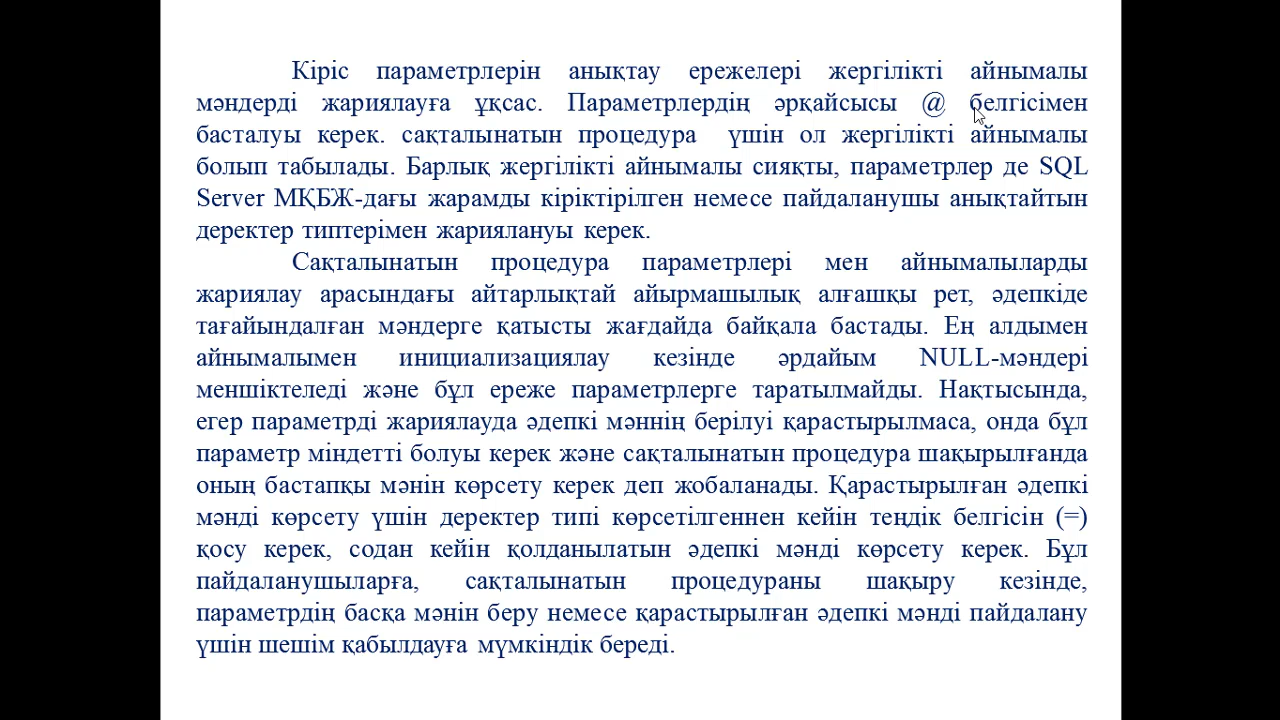 Кіріс параметрлерін анықтау ережелері жергілікті айнымалы
мәндерді жариялауға ұқсас. Параметрлердің әрқайсысы @ белгісімен
басталуы керек. сақталынатын процедура үшін ол жергілікті айнымалы
болып табылады. Барлық жергілікті айнымалы сияқты, параметрлер де SQL
Server МҚБЖ-дағы жарамды кіріктірілген немесе пайдаланушы анықтайтын
деректер типтерімен жариялануы керек.
Сақталынатын процедура параметрлері мен айнымалыларды
жариялау арасындағы айтарлықтай айырмашылық алғашқы рет, әдепкіде
тағайындалған мәндерге қатысты жағдайда байқала бастады. Ең алдымен
айнымалымен инициализациялау кезінде әрдайым NULL-мәндері
меншіктеледі және бұл ереже параметрлерге таратылмайды. Нақтысында,
егер параметрді жариялауда әдепкі мәннің берілуі қарастырылмаса, онда бұл
параметр міндетті болуы керек және сақталынатын процедура шақырылғанда
оның бастапқы мәнін көрсету керек деп жобаланады. Қарастырылған әдепкі
мәнді көрсету үшін деректер типі көрсетілгеннен кейін теңдік белгісін (=)
қосу керек, содан кейін қолданылатын әдепкі мәнді көрсету керек. Бұл
пайдаланушыларға, сақталынатын процедураны шақыру кезінде,
параметрдің басқа мәнін беру немесе қарастырылған әдепкі мәнді пайдалану
үшін шешім қабылдауға мүмкіндік береді.